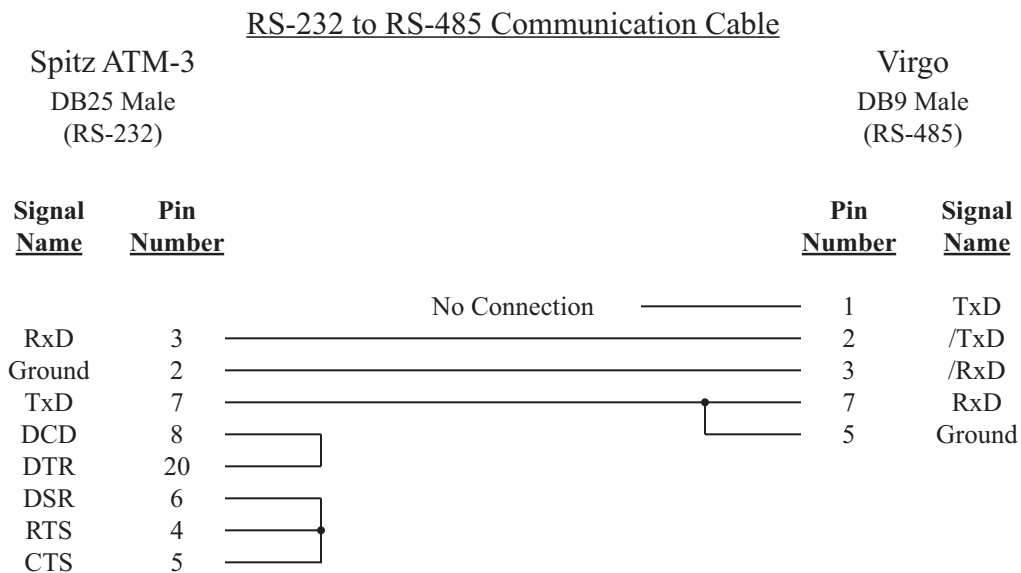 RS-232 to RS-485 Communication Cable
Spitz ATM-3 Virgo
DB25 Male DB9 Male
(RS-232) (RS-485)
Signal Pin Pin Signal
Name Number Number Name
No Connection 1 TxD
RxD 3 2 /TxD
Ground 2 3 /RxD
TxD 7 7 RxD
DCD 8 5 Ground
DTR 20
DSR 6
RTS 4
CTS 5